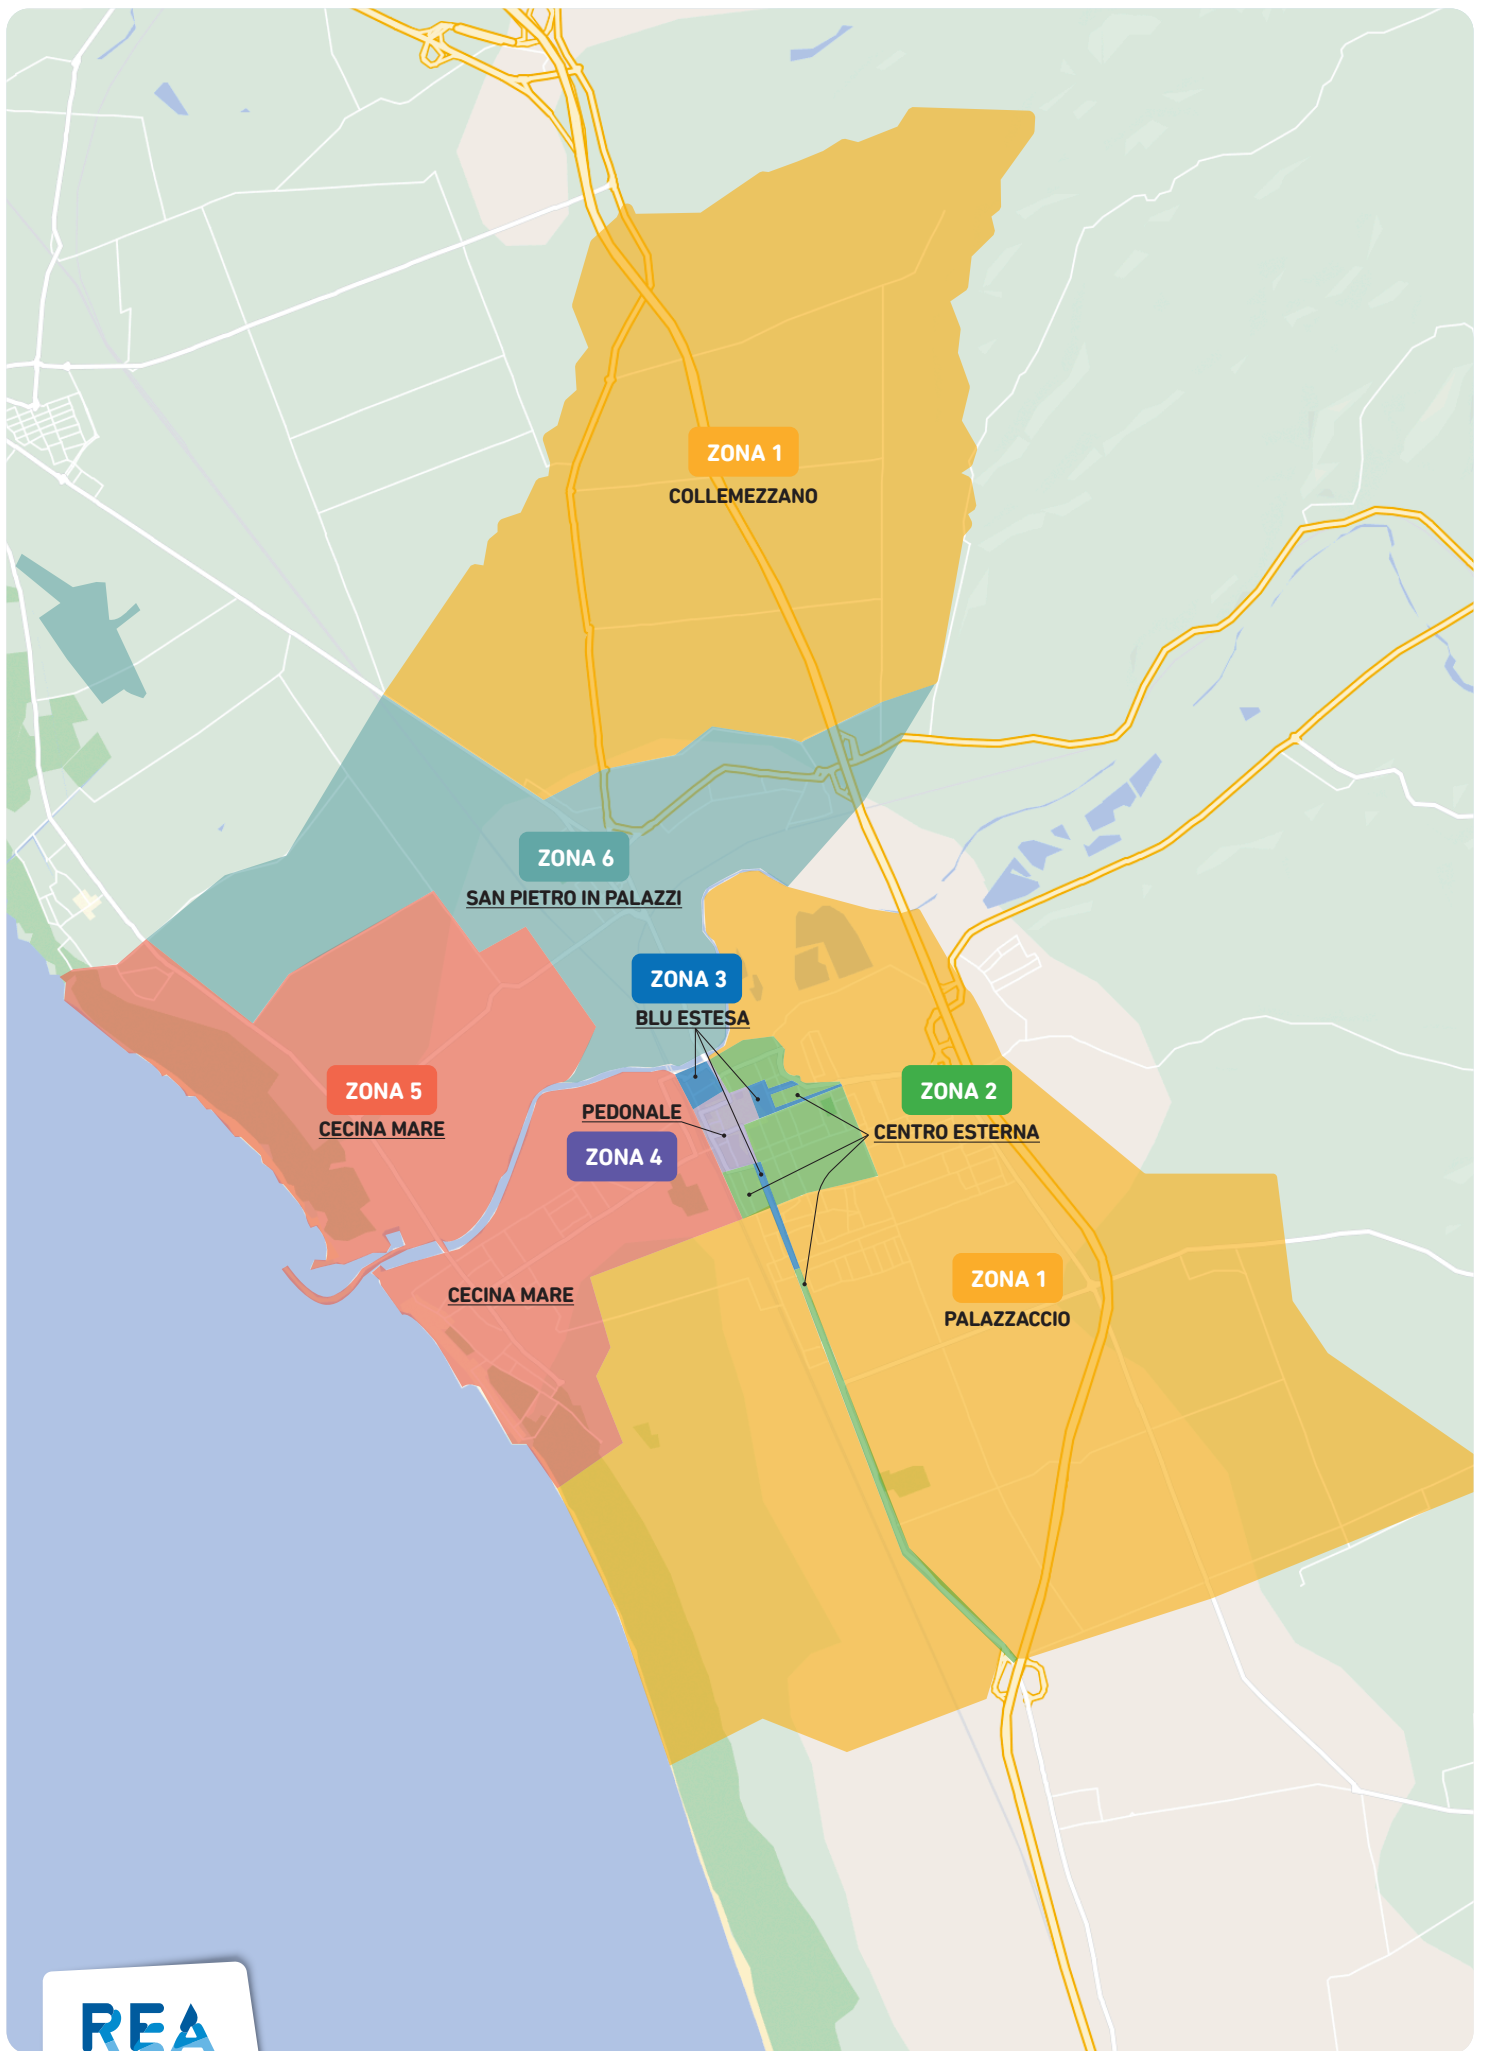 ZONA 1
COLLEMEZZANO
ZONA 6
SAN PIETRO IN PALAZZI
ZONA 3
BLU ESTESA
ZONA 5
CECINA MARE
PEDONALE
ZONA 4
ZONA 2
CENTRO ESTERNA
CECINA MARE
ZONA 1
PALAZZACCIO
REA